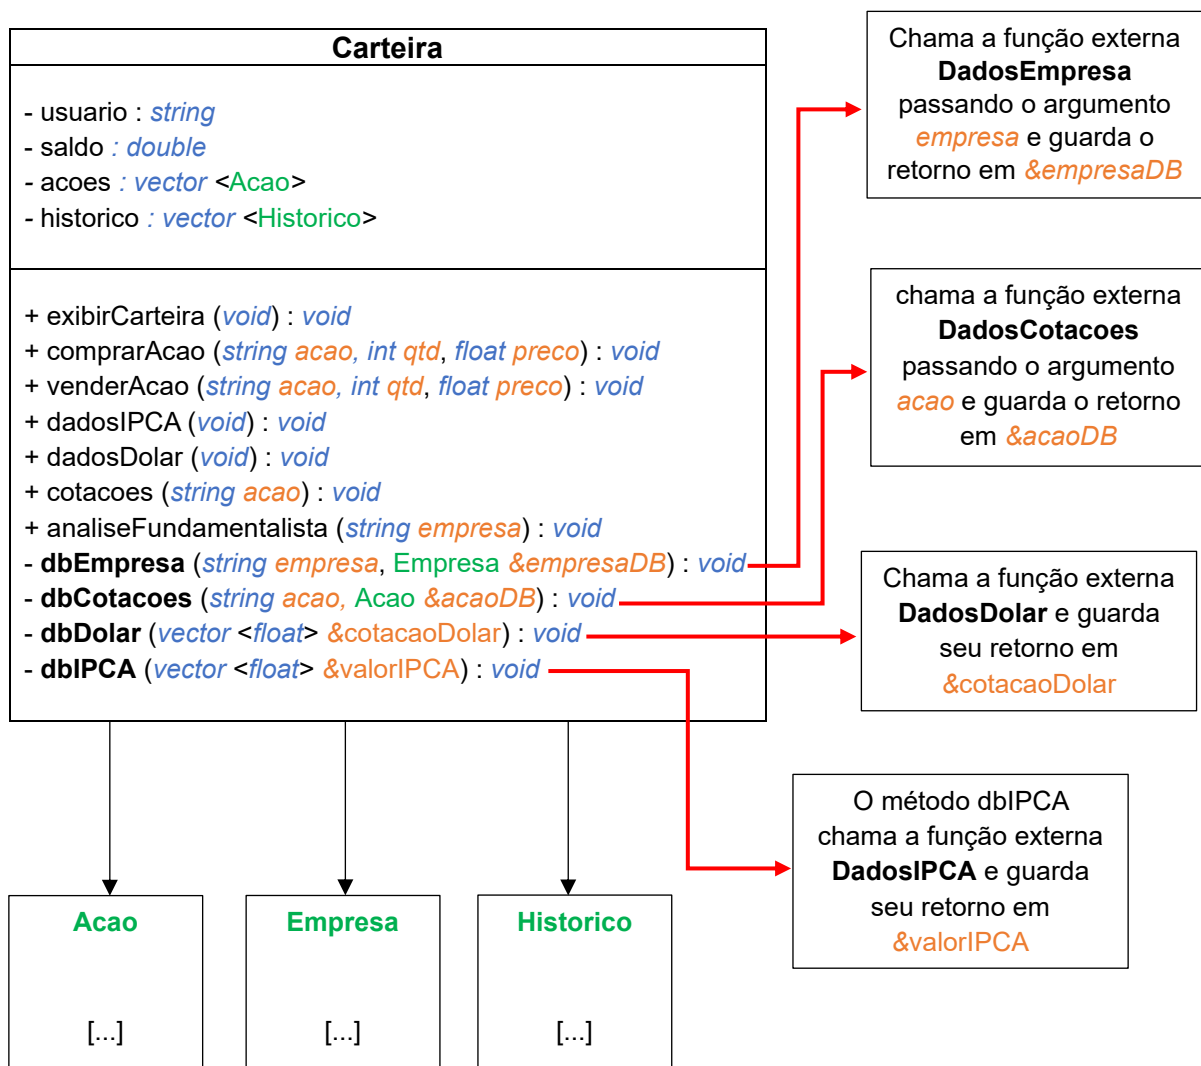 Carteira
- usuario : string
- saldo : double
- acoes : vector <Acao>
- historico : vector <Historico>
+ exibirCarteira (void) : void
+ comprarAcao (string acao, int qtd, float preco) : void
+ venderAcao (string acao, int qtd, float preco) : void
+ dadosIPCA (void) : void
+ dadosDolar (void) : void
+ cotacoes (string acao) : void
+ analiseFundamentalista (string empresa) : void
- dbEmpresa (string empresa, Empresa &empresaDB) : void
- dbCotacoes (string acao, Acao &acaoDB) : void
- dbDolar (vector <float> &cotacaoDolar) : void
- dbIPCA (vector <float> &valorIPCA) : void
Chama a função externa
DadosEmpresa
passando o argumento
empresa e guarda o
retorno em &empresaDB
chama a função externa
DadosCotacoes
passando o argumento
acao e guarda o retorno
em &acaoDB
Chama a função externa
DadosDolar e guarda
seu retorno em
&cotacaoDolar
O método dbIPCA
chama a função externa
DadosIPCA e guarda
seu retorno em
&valorIPCA
Acao
[...]
Empresa
[...]
Historico
[...]